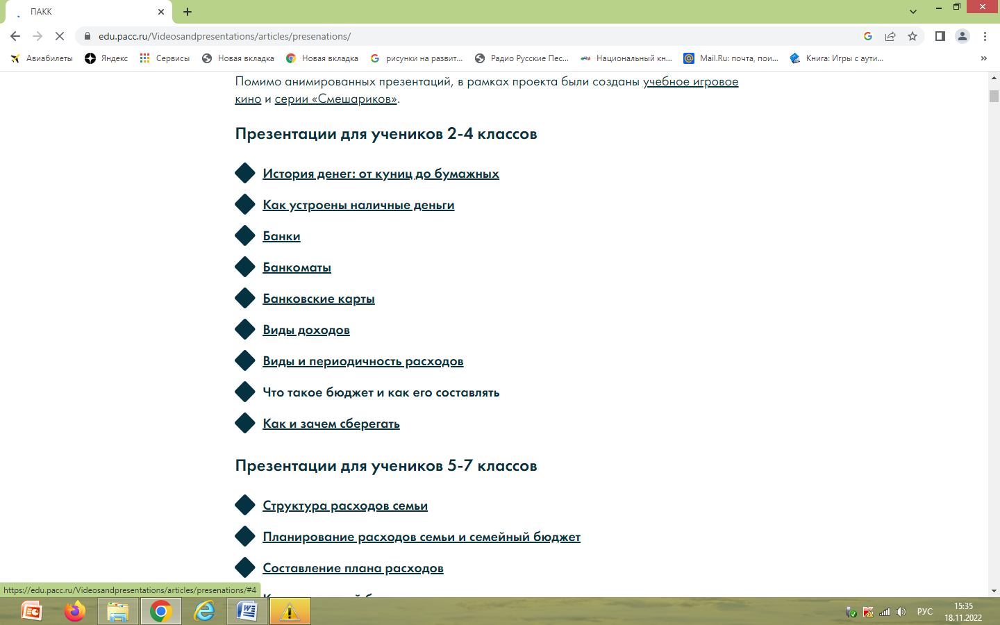 ПАКК
edu.pacc.ru/Videosandpresentations/articles/presenations/
Авиабилеты Яндекс Сервисы Новая вкладка Новая вкладка рисунки на развит... Радио Русские Пес... Национальный кн... Mail.Ru: почта, пои... Книга: Игры с аути... »
Помимо анимированных презентаций, в рамках проекта были созданы учебное игровое
кино и серии «Смешариков».
Презентации для учеников 2-4 классов
История денег: от куниц до бумажных
Как устроены наличные деньги
Банки
Банкоматы
Банковские карты
Виды доходов
Виды и периодичность расходов
Что такое бюджет и как его составлять
Как и зачем сберегать
Презентации для учеников 5-7 классов
Структура расходов семьи
Планирование расходов семьи и семейный бюджет
Составление плана расходов
https://edu.pacc.ru/Videosandpresentations/articles/presenations/#4
РУС
15:35
18.11.2022